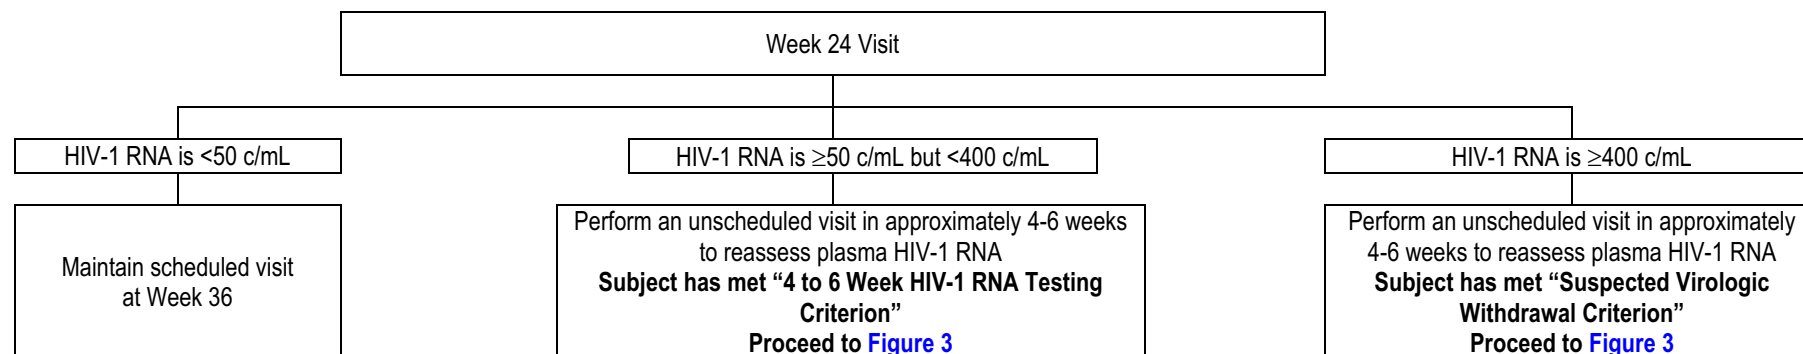 Week 24 Visit
HIV-1 RNA is <50 c/mL
HIV-1 RNA is ≥50 c/mL but <400 c/mL
HIV-1 RNA is ≥400 c/mL
Maintain scheduled visit
at Week 36
Perform an unscheduled visit in approximately 4-6 weeks
to reassess plasma HIV-1 RNA
Subject has met “4 to 6 Week HIV-1 RNA Testing
Criterion”
Proceed to Figure 3
Perform an unscheduled visit in approximately
4-6 weeks to reassess plasma HIV-1 RNA
Subject has met “Suspected Virologic
Withdrawal Criterion”
Proceed to Figure 3